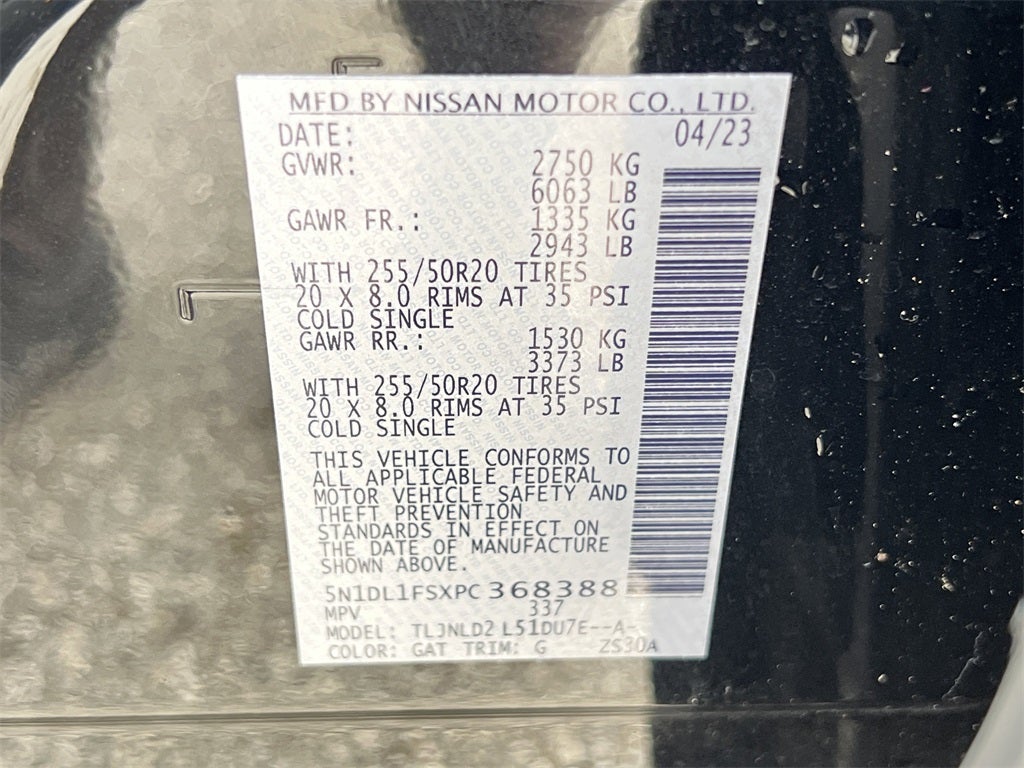 MFD BY NISSAN MOTOR CO., LTD.
DATE: 04/23
GVWR: 2750 KG
6063 LB
GAWR FR.: 1335 KG
2943 LB
WITH 255/50R20 TIRES
20 X 8.0 RIMS AT 35 PSI
COLD SINGLE
GAWR RR.: 1530 KG
3373 LB
WITH 255/50R20 TIRES
20 X 8.0 RIMS AT 35 PSI
COLD SINGLE
THIS VEHICLE CONFORMS TO
ALL APPLICABLE FEDERAL
MOTOR VEHICLE SAFETY AND
THEFT PREVENTION
STANDARDS IN EFFECT ON
THE DATE OF MANUFACTURE
SHOWN ABOVE.
5N1DL1FSXPC368388
MPV 337
MODEL: TLJNLD2 L51DU7E--A-
COLOR: GAT TRIM: G ZS30A